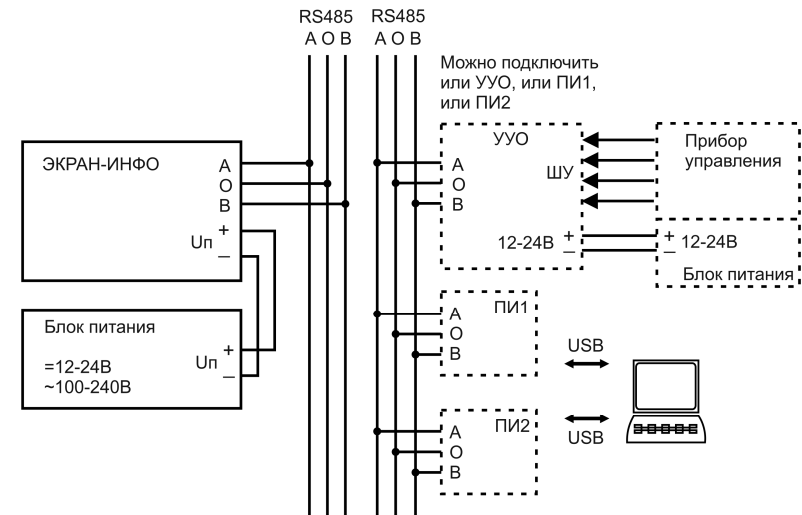 RS485 RS485
А О В А О В
Можно подключить
или УУО, или ПИ1,
или ПИ2
ЭКРАН-ИНФО
А
О
В
+
Uп
–
Блок питания
=12-24В
~100-240В
+
Uп
–
УУО
А
О
В
ШУ
12-24В
+
–
Прибор
управления
+
–
12-24В
Блок питания
ПИ1
А
О
В
USB
ПИ2
А
О
В
USB